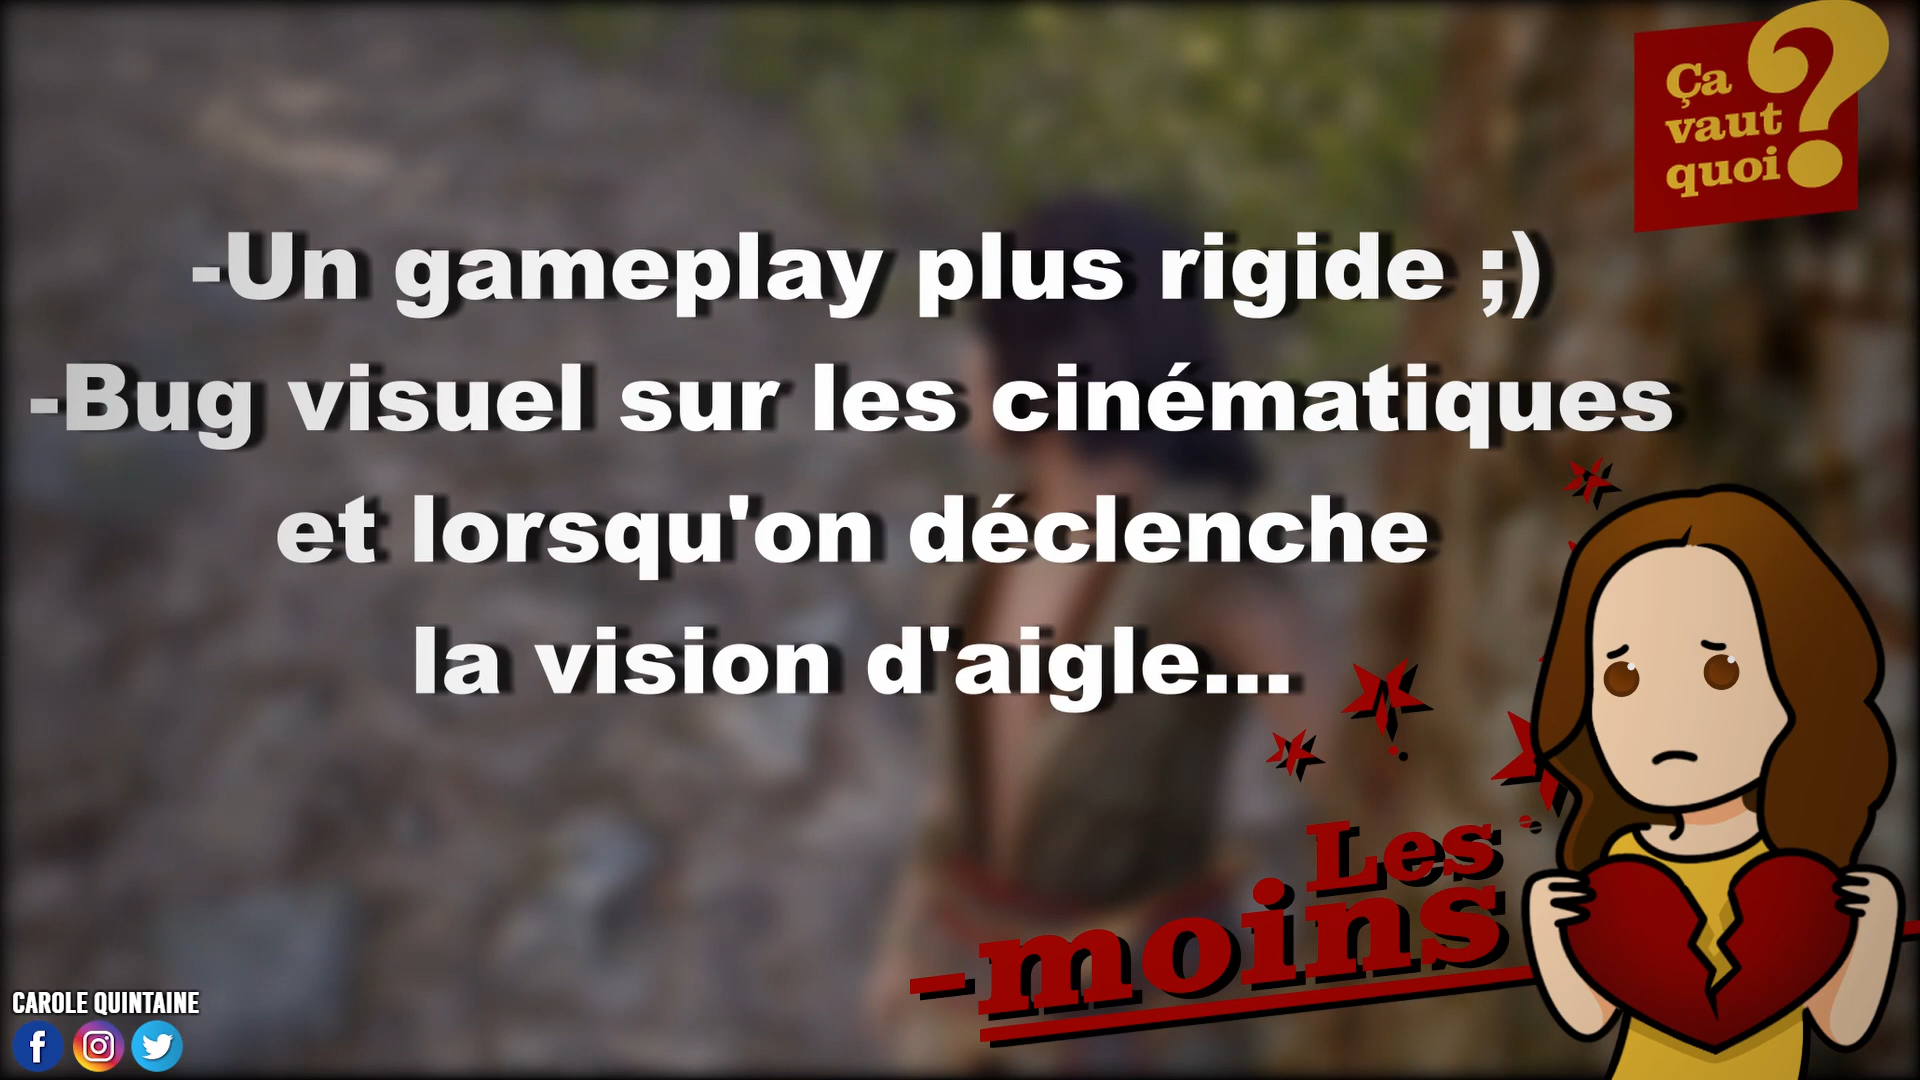 Ça
vaut
quoi ?
-Un gameplay plus rigide ;)
-Bug visuel sur les cinématiques
et lorsqu'on déclenche
la vision d'aigle...
Les
-moins
CAROLE QUINTAINE